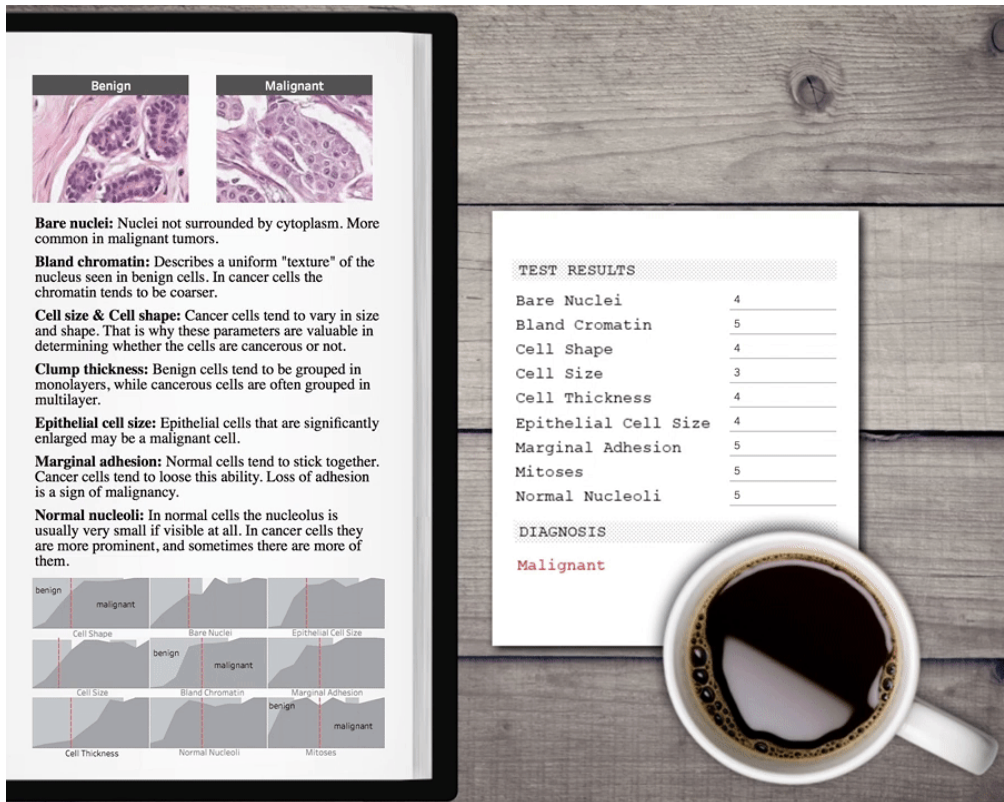 Benign
Malignant
Bare nuclei: Nuclei not surrounded by cytoplasm. More
common in malignant tumors.
Bland chromatin: Describes a uniform "texture" of the
nucleus seen in benign cells. In cancer cells the
chromatin tends to be coarser.
Cell size & Cell shape: Cancer cells tend to vary in size
and shape. That is why these parameters are valuable in
determining whether the cells are cancerous or not.
Clump thickness: Benign cells tend to be grouped in
monolayers, while cancerous cells are often grouped in
multilayer.
Epithelial cell size: Epithelial cells that are significantly
enlarged may be a malignant cell.
Marginal adhesion: Normal cells tend to stick together.
Cancer cells tend to loose this ability. Loss of adhesion
is a sign of malignancy.
Normal nucleoli: In normal cells the nucleolus is
usually very small if visible at all. In cancer cells they
are more prominent, and sometimes there are more of
them.
benign
malignant
Cell Shape
Bare Nuclei
Epithelial Cell Size
benign
malignant
Cell Size
Bland Chromatin
Marginal Adhesion
benign
malignant
Cell Thickness
Normal Nucleoli
Mitoses
TEST RESULTS
Bare Nuclei 4
Bland Cromatin 5
Cell Shape 4
Cell Size 3
Cell Thickness 4
Epithelial Cell Size 4
Marginal Adhesion 5
Mitoses 5
Normal Nucleoli 5
DIAGNOSIS
Malignant